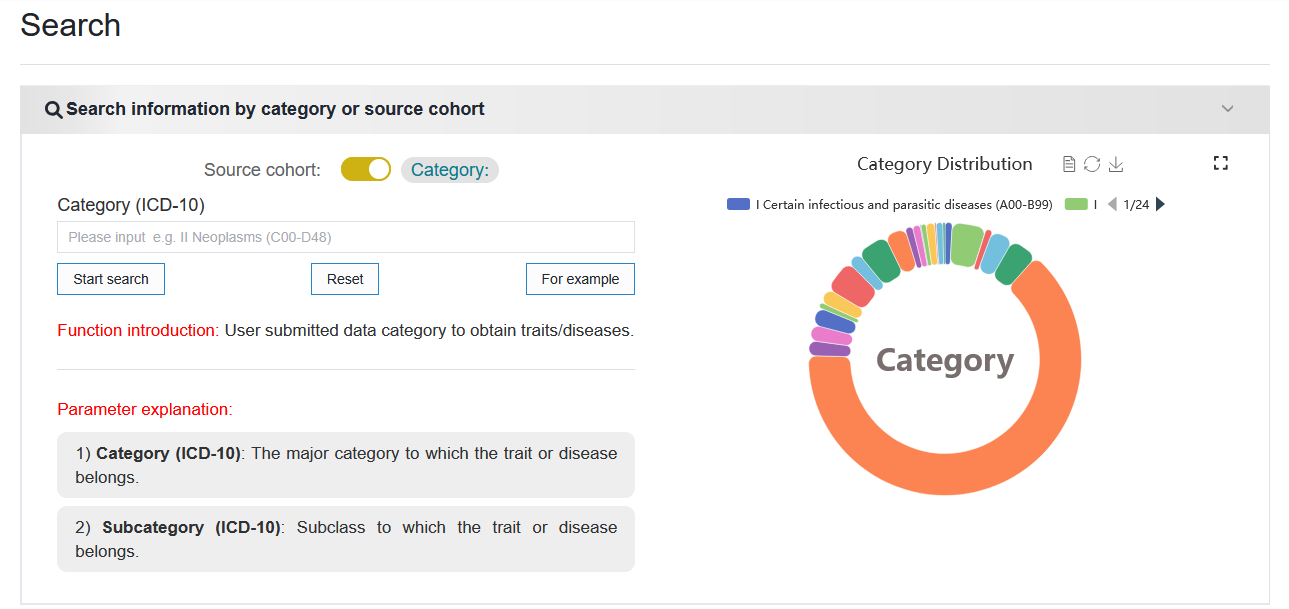 Search
Search information by category or source cohort
Source cohort: Category:
Category (ICD-10)
Please input e.g. II Neoplasms (C00-D48)
Start search
Reset
For example
Function introduction: User submitted data category to obtain traits/diseases.
Parameter explanation:
1) Category (ICD-10): The major category to which the trait or disease
belongs.
2) Subcategory (ICD-10): Subclass to which the trait or disease
belongs.
Category Distribution
I Certain infectious and parasitic diseases (A00-B99) I 1/24
Category